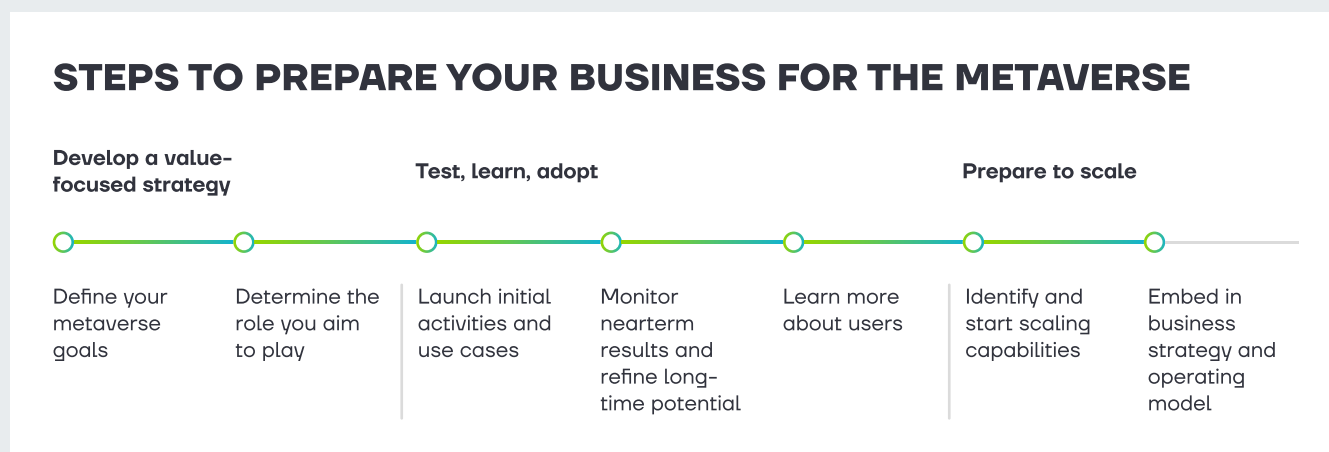 STEPS TO PREPARE YOUR BUSINESS FOR THE METAVERSE
Develop a value-
focused strategy
Test, learn, adopt
Prepare to scale
Define your
metaverse
goals
Determine the
role you aim
to play
Launch initial
activities and
use cases
Monitor
nearterm
results and
refine long-
time potential
Learn more
about users
Identify and
start scaling
capabilities
Embed in
business
strategy and
operating
model